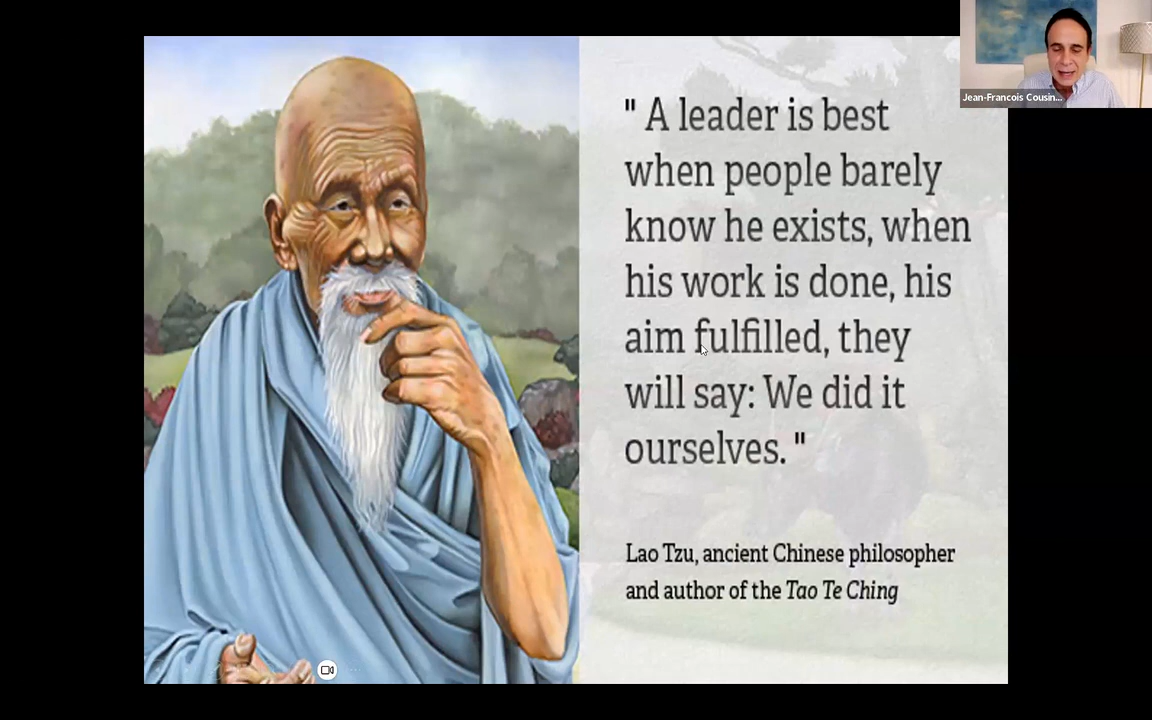 Jean-Francois Cousin...
" A leader is best
when people barely
know he exists, when
his work is done, his
aim fulfilled, they
will say: We did it
ourselves. "
Lao Tzu, ancient Chinese philosopher
and author of the Tao Te Ching